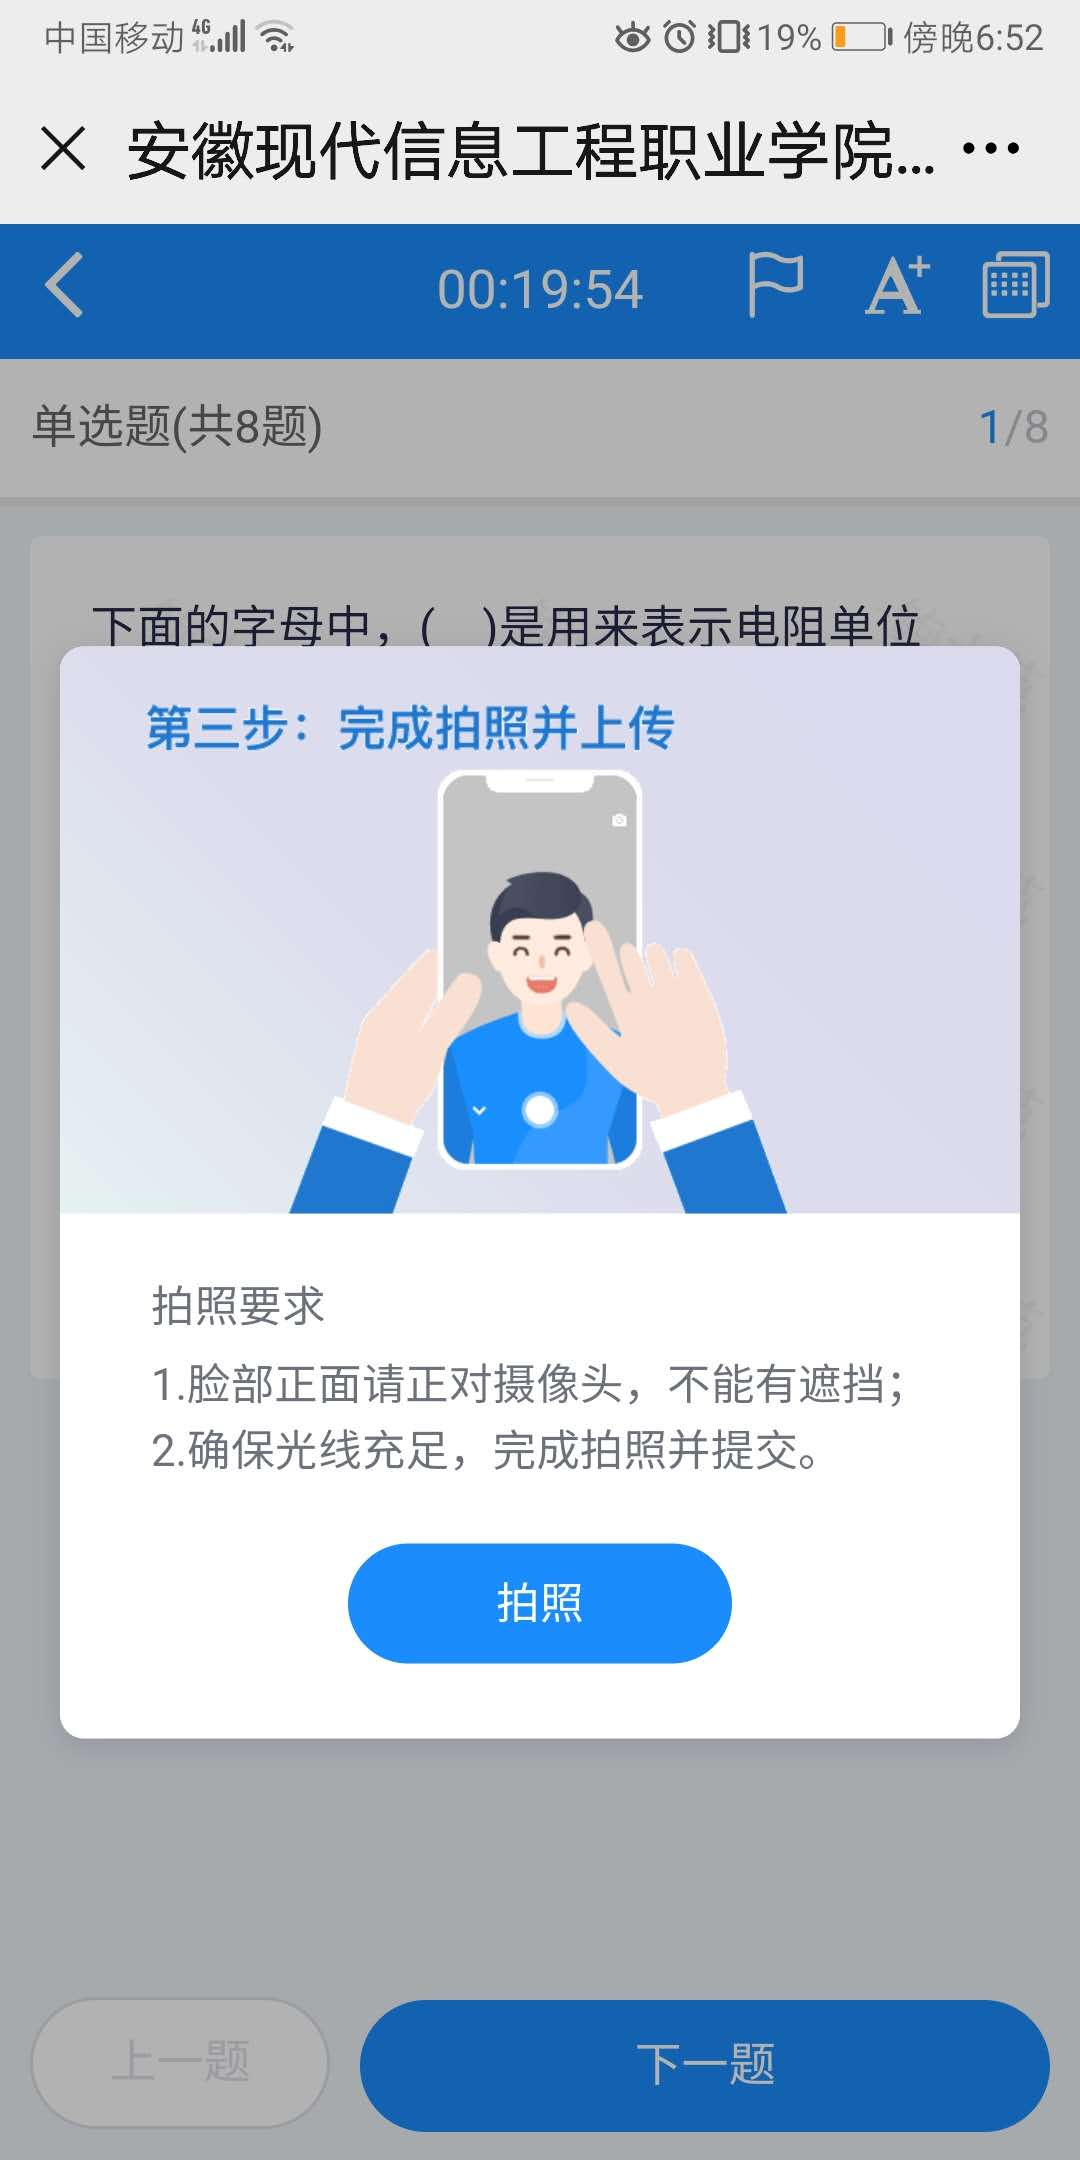 中国移动 4G 19% 傍晚6:52
安徽现代信息工程职业学院...
00:19:54 A+
单选题(共8题) 1/8
下面的字母中，( )是用来表示电阻单位
第三步：完成拍照并上传
拍照要求
1.脸部正面请正对摄像头，不能有遮挡；
2.确保光线充足，完成拍照并提交。
拍照
上一题 下一题